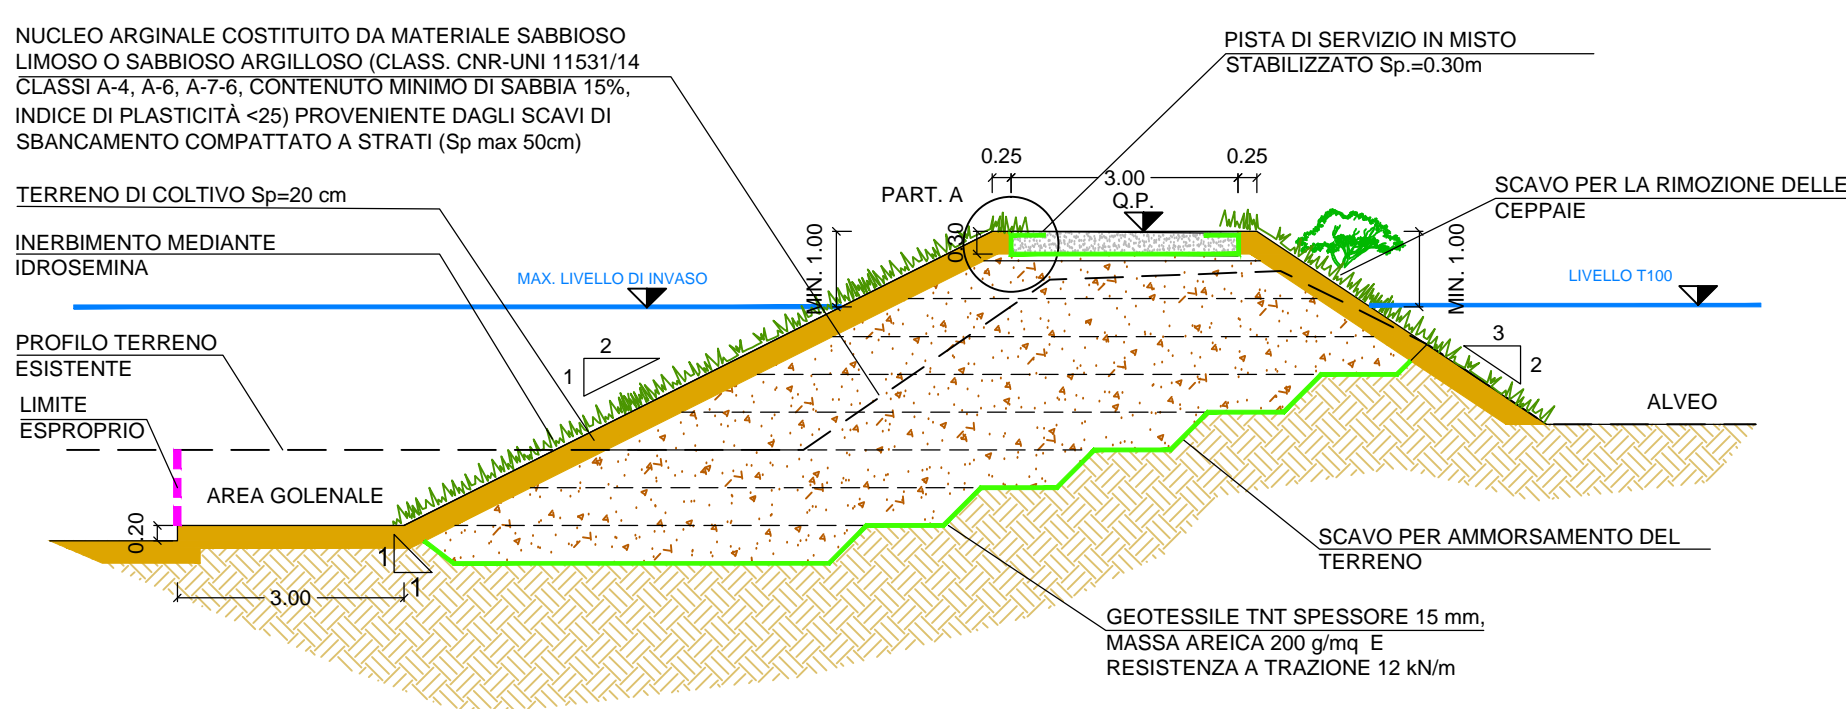 NUCLEO ARGINALE COSTITUITO DA MATERIALE SABBIOSO
LIMOSO O SABBIOSO ARGILLOSO (CLASS. CNR-UNI 11531/14
CLASSI A-4, A-6, A-7-6, CONTENUTO MINIMO DI SABBIA 15%,
INDICE DI PLASTICITÀ <25) PROVENIENTE DAGLI SCAVI DI
SBANCAMENTO COMPATTATO A STRATI (Sp max 50cm)
TERRENO DI COLTIVO Sp=20 cm
INERBIMENTO MEDIANTE
IDROSEMINA
PROFILO TERRENO
ESISTENTE
LIMITE
ESPROPRIO
AREA GOLENALE
0.20
3.00
1
1
MAX. LIVELLO DI INVASO
2
1
MIN. 1.00
PART. A
0.30
0.25
3.00
0.25
Q.P.
PISTA DI SERVIZIO IN MISTO
STABILIZZATO Sp.=0.30m
SCAVO PER LA RIMOZIONE DELLE
CEPPAIE
MIN. 1.00
LIVELLO T100
3
2
ALVEO
SCAVO PER AMMORSAMENTO DEL
TERRENO
GEOTESSILE TNT SPESSORE 15 mm,
MASSA AREICA 200 g/mq E
RESISTENZA A TRAZIONE 12 kN/m